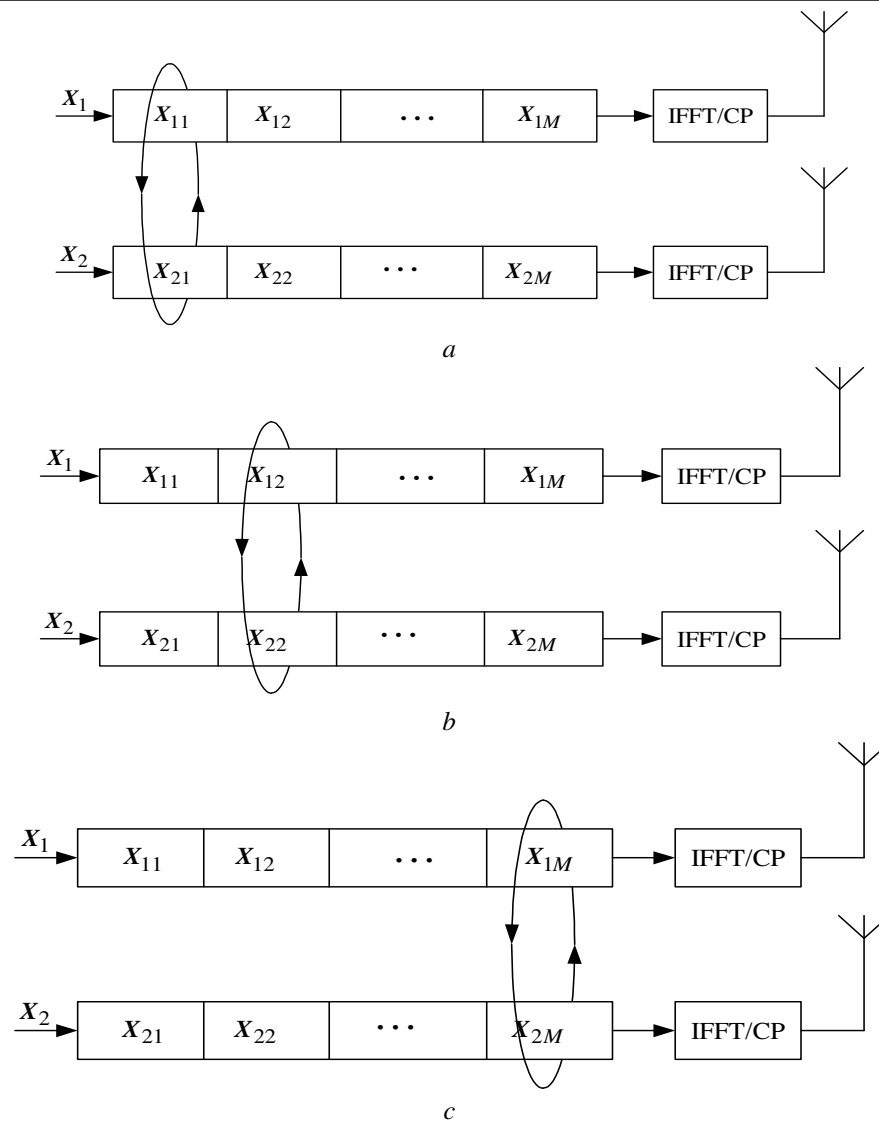 X₁ X₁₁ X₁₂ ... X₁M IFFT/CP
X₂ X₂₁ X₂₂ ... X₂M IFFT/CP
a
X₁ X₁₁ X₁₂ ... X₁M IFFT/CP
X₂ X₂₁ X₂₂ ... X₂M IFFT/CP
b
X₁ X₁₁ X₁₂ ... X₁M IFFT/CP
X₂ X₂₁ X₂₂ ... X₂M IFFT/CP
c